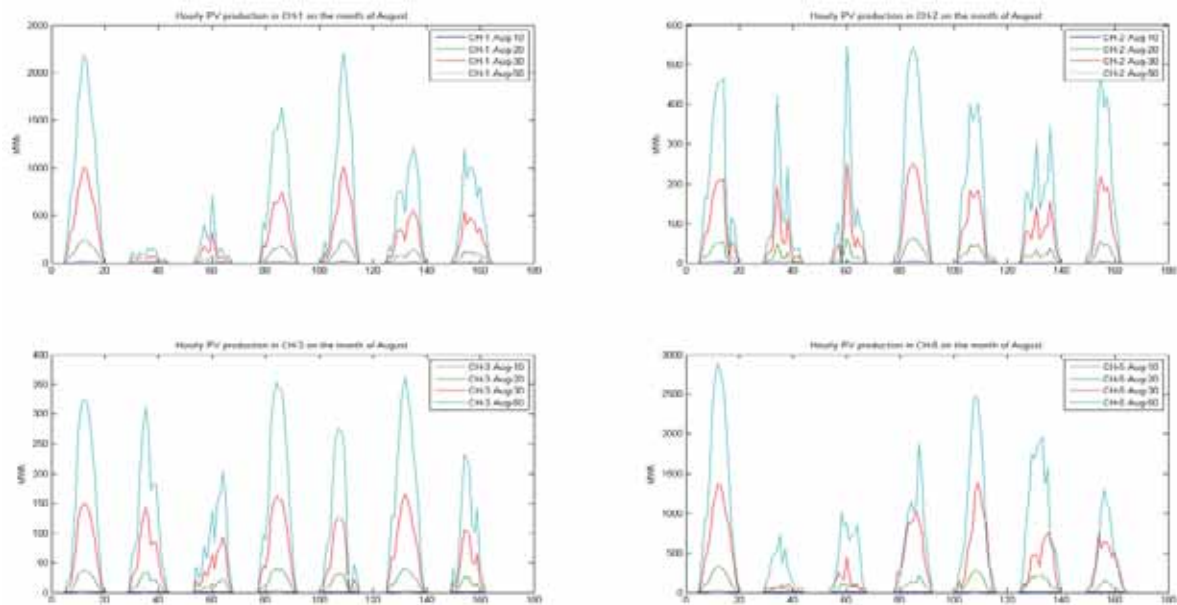 Hourly PV production in CH-1 on the month of August
2500
2000
1500
1000
500
0
MWh
0 20 40 60 80 100 120 140 160 180
CH-1 Aug-10
CH-1 Aug-20
CH-1 Aug-30
CH-1 Aug-50
Hourly PV production in CH-2 on the month of August
600
500
400
300
200
100
0
MWh
0 20 40 60 80 100 120 140 160 180
CH-2 Aug-10
CH-2 Aug-20
CH-2 Aug-30
CH-2 Aug-50
Hourly PV production in CH-3 on the month of August
400
350
300
250
200
150
100
50
0
MWh
0 20 40 60 80 100 120 140 160 180
CH-3 Aug-10
CH-3 Aug-20
CH-3 Aug-30
CH-3 Aug-50
Hourly PV production in CH-5 on the month of August
3000
2500
2000
1500
1000
500
0
MWh
0 20 40 60 80 100 120 140 160 180
CH-5 Aug-10
CH-5 Aug-20
CH-5 Aug-30
CH-5 Aug-50